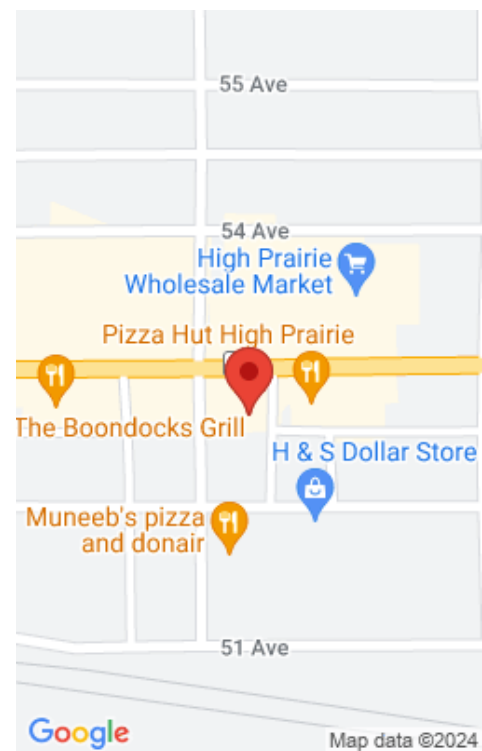 55 Ave
54 Ave
High Prairie
Wholesale Market
Pizza Hut High Prairie
The Boondocks Grill
H & S Dollar Store
Muneeb's pizza
and donair
51 Ave
Google
Map data ©2024